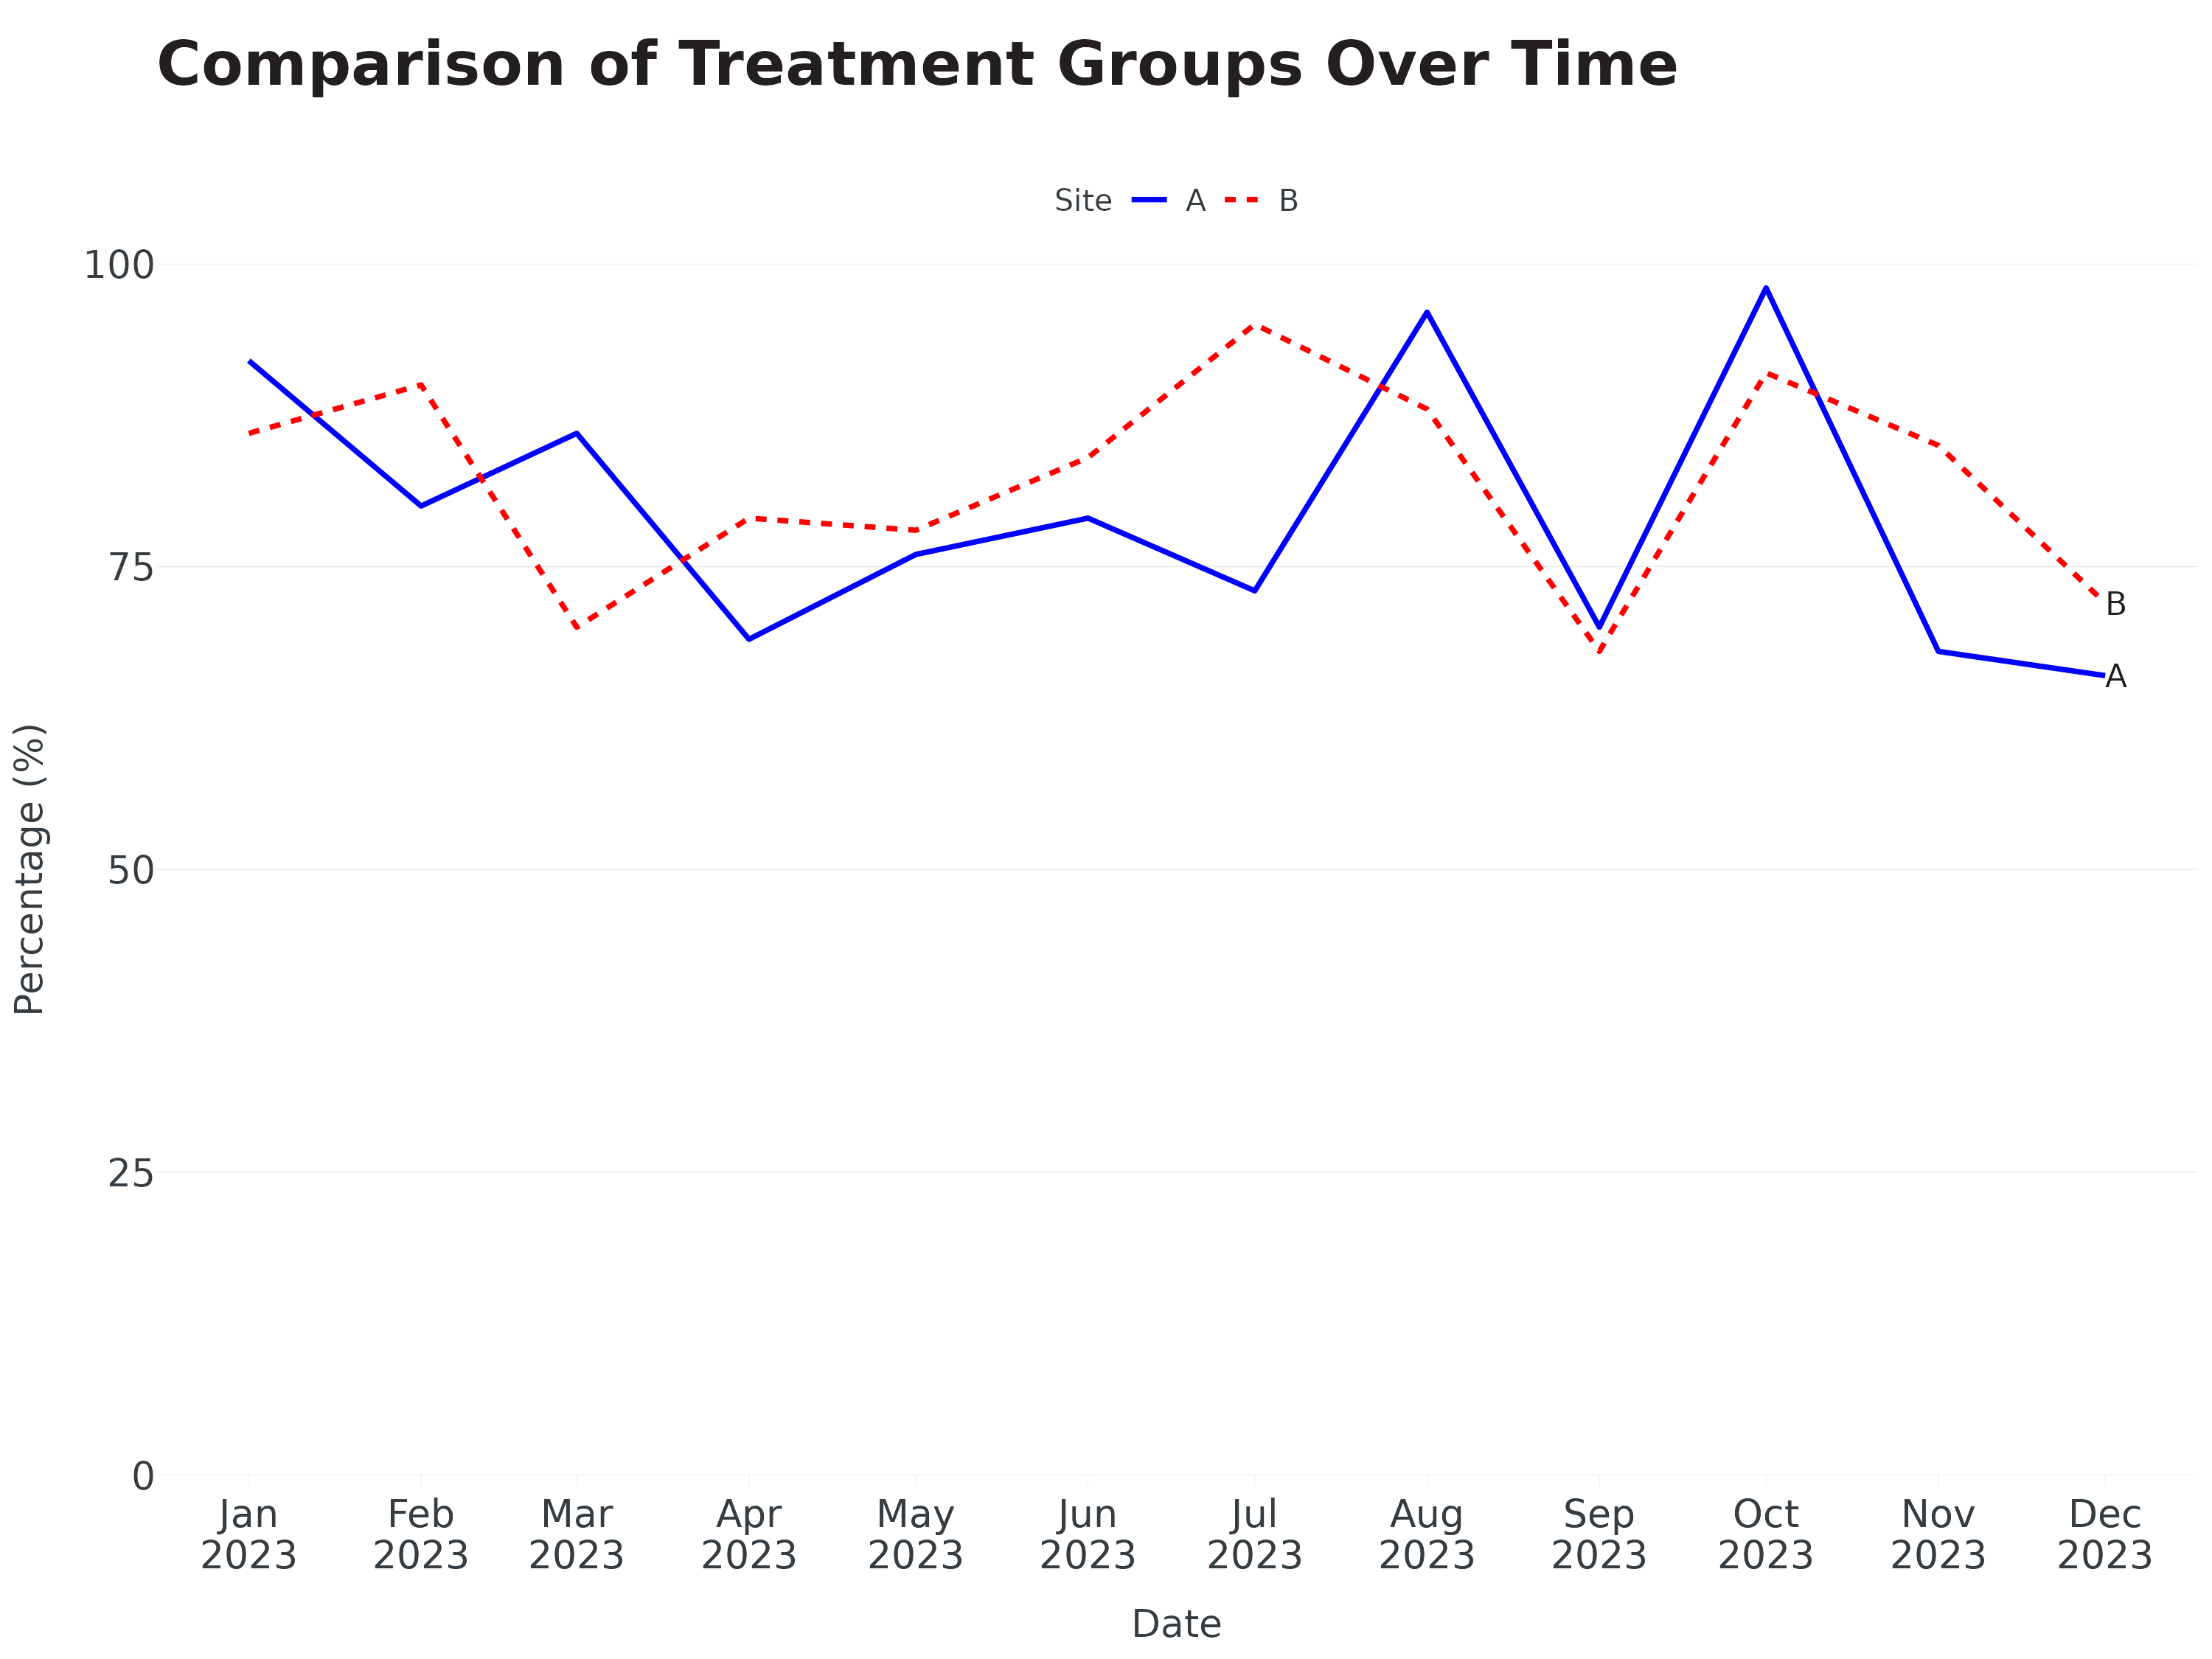 Comparison of Treatment Groups Over Time
Site A B
100
75
50
25
0
B
A
Percentage (%)
Jan Feb Mar Apr May Jun Jul Aug Sep Oct Nov Dec
2023 2023 2023 2023 2023 2023 2023 2023 2023 2023 2023 2023
Date